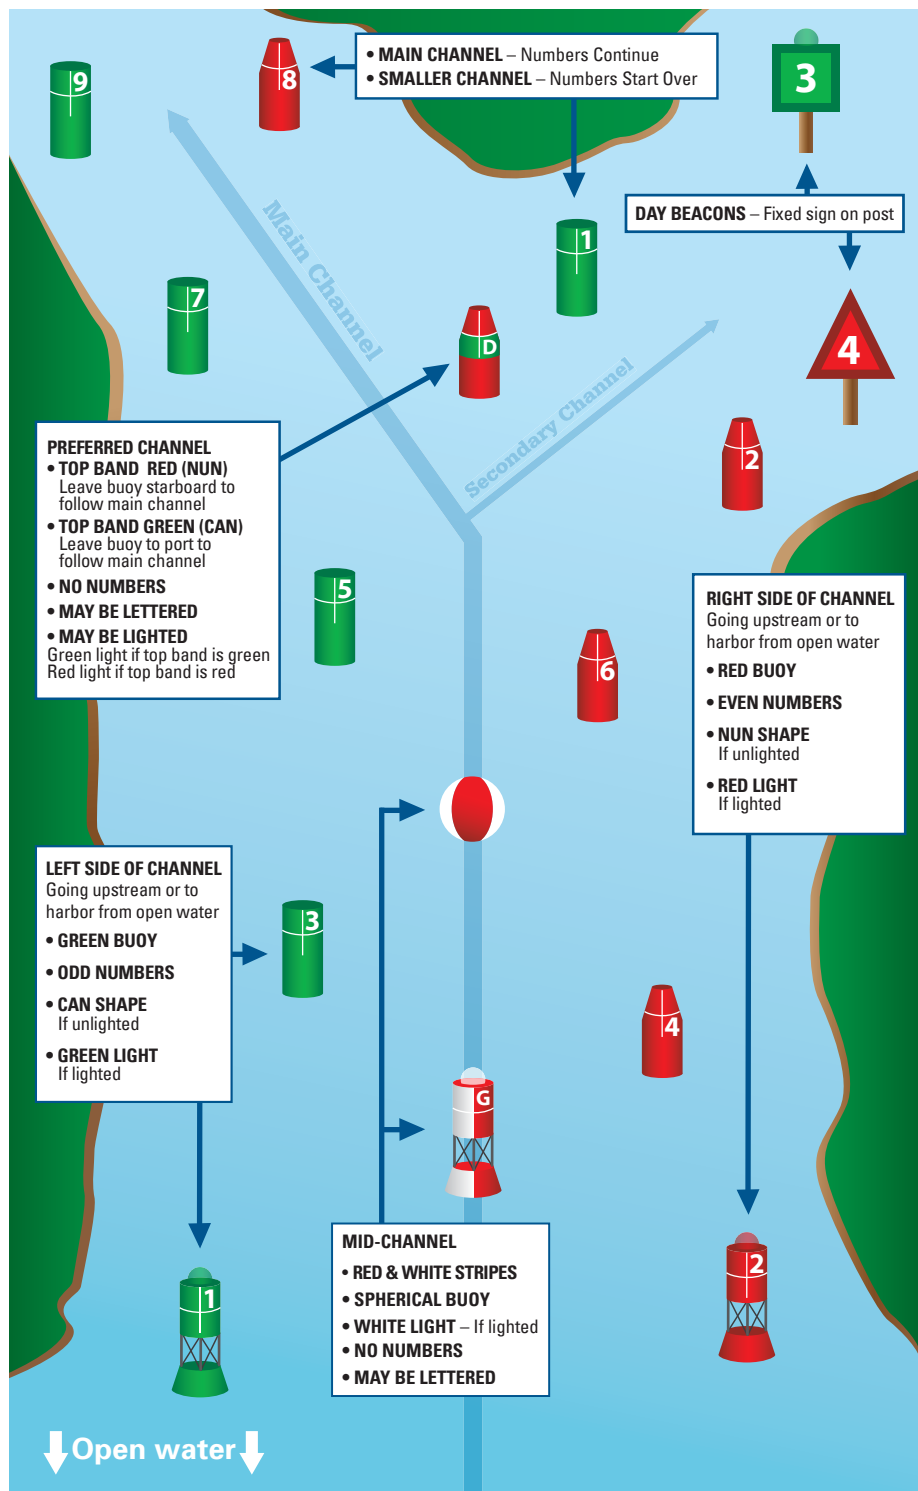 9
8
• MAIN CHANNEL – Numbers Continue
• SMALLER CHANNEL – Numbers Start Over
3
DAY BEACONS – Fixed sign on post
1
Main Channel
7
D
4
Secondary Channel
2
PREFERRED CHANNEL
• TOP BAND RED (NUN)
Leave buoy starboard to
follow main channel
• TOP BAND GREEN (CAN)
Leave buoy to port to
follow main channel
• NO NUMBERS
• MAY BE LETTERED
• MAY BE LIGHTED
Green light if top band is green
Red light if top band is red
5
6
RIGHT SIDE OF CHANNEL
Going upstream or to
harbor from open water
• RED BUOY
• EVEN NUMBERS
• NUN SHAPE
If unlighted
• RED LIGHT
If lighted
LEFT SIDE OF CHANNEL
Going upstream or to
harbor from open water
• GREEN BUOY
• ODD NUMBERS
• CAN SHAPE
If unlighted
• GREEN LIGHT
If lighted
3
4
G
MID-CHANNEL
• RED & WHITE STRIPES
• SPHERICAL BUOY
• WHITE LIGHT – If lighted
• NO NUMBERS
• MAY BE LETTERED
2
1
Open water